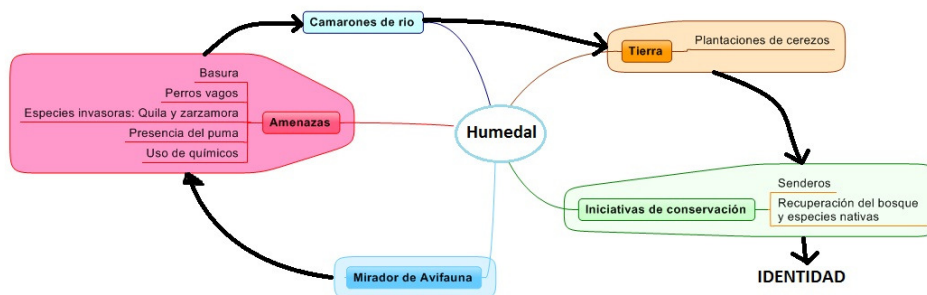 Camarones de río
Tierra
Plantaciones de cerezos
Basura
Perros vagos
Especies invasoras: Quila y zarzamora
Presencia del puma
Uso de químicos
Amenazas
Humedal
Iniciativas de conservación
Senderos
Recuperación del bosque
y especies nativas
Mirador de Avifauna
IDENTIDAD